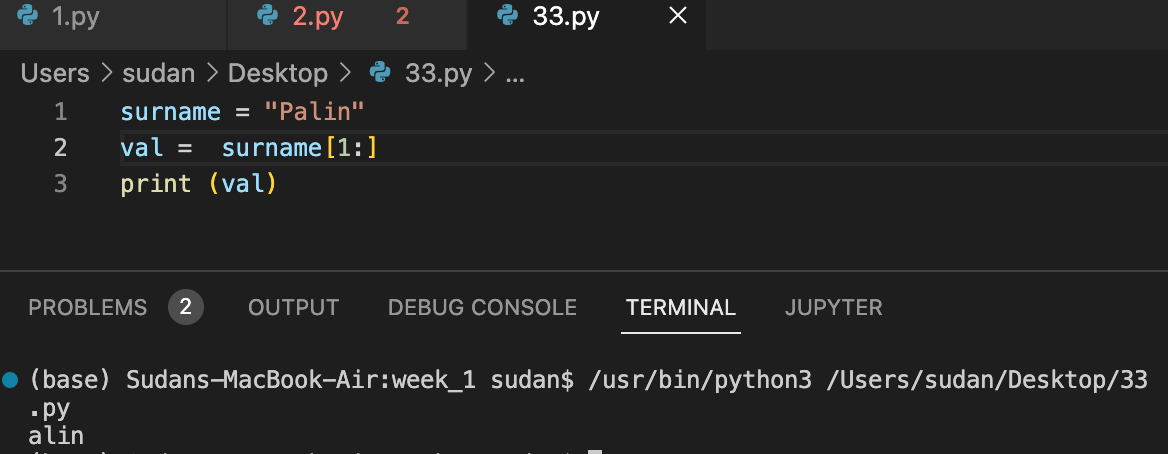 1.py
2.py 2
33.py ×
Users > sudan > Desktop > 33.py > ...
1 surname = "Palin"
2 val =  surname[1:]
3 print (val)
PROBLEMS 2 OUTPUT DEBUG CONSOLE TERMINAL JUPYTER
(base) Sudans-MacBook-Air:week_1 sudan$ /usr/bin/python3 /Users/sudan/Desktop/33
.py
alin